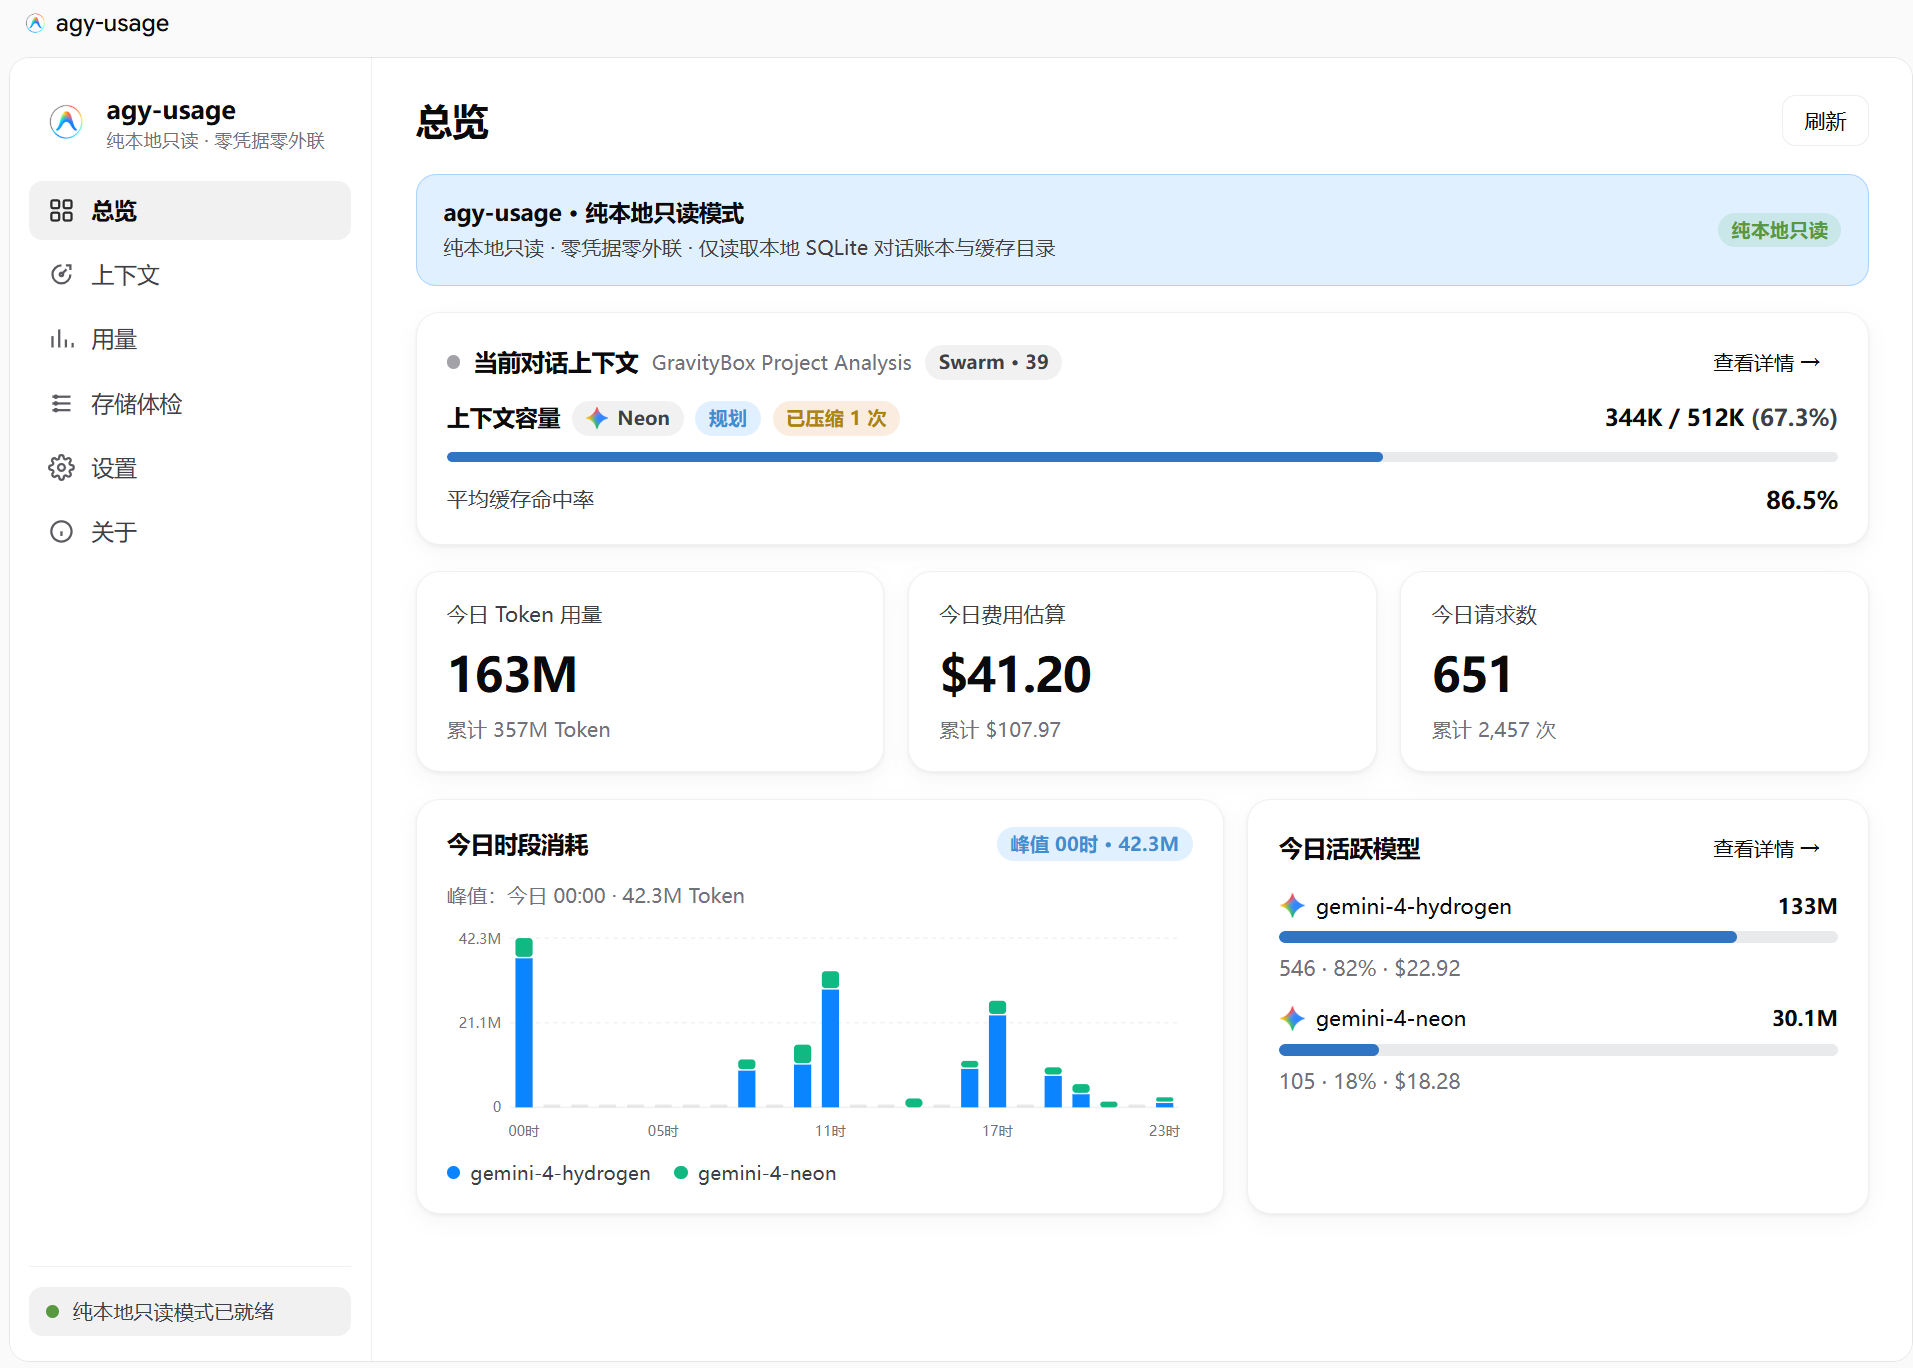 agy-usage
agy-usage
纯本地只读 · 零凭据零外联
总览
上下文
用量
存储体检
设置
关于
纯本地只读模式已就绪
总览
刷新
agy-usage • 纯本地只读模式
纯本地只读 · 零凭据零外联 · 仅读取本地 SQLite 对话账本与缓存目录
纯本地只读
当前对话上下文 GravityBox Project Analysis Swarm • 39
查看详情 →
上下文容量 Neon 规划 已压缩 1 次
344K / 512K (67.3%)
平均缓存命中率
86.5%
今日 Token 用量
163M
累计 357M Token
今日费用估算
$41.20
累计 $107.97
今日请求数
651
累计 2,457 次
今日时段消耗
峰值 00时 • 42.3M
峰值：今日 00:00 · 42.3M Token
42.3M
21.1M
0
00时 05时 11时 17时 23时
gemini-4-hydrogen gemini-4-neon
今日活跃模型
查看详情 →
gemini-4-hydrogen 133M
546 · 82% · $22.92
gemini-4-neon 30.1M
105 · 18% · $18.28